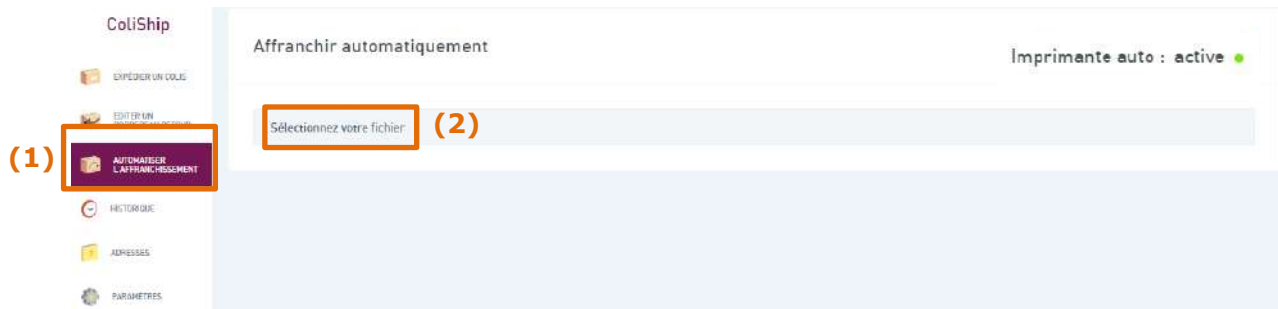 ColiShip
EXPÉDIER UN COLIS
EDITER UN
(1)
AUTOMATISER
L'AFFRANCHISSEMENT
HISTORIQUE
ADRESSES
PARAMÈTRES
Affranchir automatiquement
Imprimante auto : active
Sélectionnez votre fichier
(2)